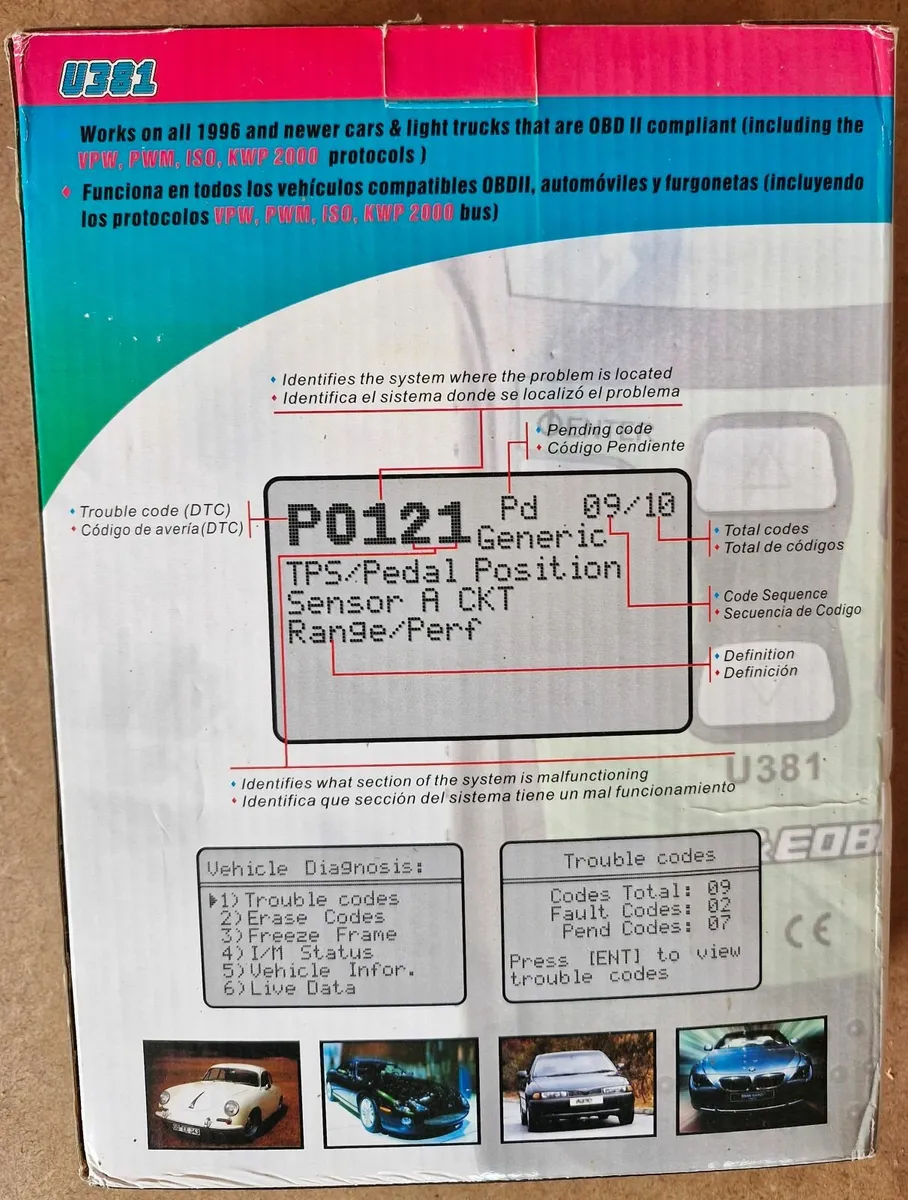 U381
Works on all 1996 and newer cars & light trucks that are OBD II compliant (including the
VPW, PWM, ISO, KWP 2000 protocols )
Funciona en todos los vehículos compatibles OBDII, automóviles y furgonetas (incluyendo
los protocolos VPW, PWM, ISO, KWP 2000 bus)
Identifies the system where the problem is located
Identifica el sistema donde se localizó el problema
ENTER
Pending code
Código Pendiente
Trouble code (DTC)
Código de avería(DTC)
P0121 Pd 09/10
Generic
TPS/Pedal Position
Sensor A CKT
Range/Perf
Total codes
Total de códigos
Code Sequence
Secuencia de Codigo
Definition
Definición
U381
Identifies what section of the system is malfunctioning
Identifica que sección del sistema tiene un mal funcionamiento
EOB
CE
Vehicle Diagnosis:
1)Trouble codes
2)Erase Codes
3)Freeze Frame
4)I/M Status
5)Vehicle Infor.
6)Live Data
Trouble codes
Codes Total: 09
Fault Codes: 02
Pend Codes: 07
Press [ENT] to view
trouble codes